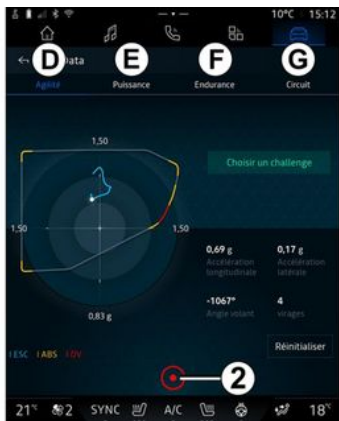 10°C 15:12
D E F G
Data
Agilité Puissance Endurance Circuit
1,50
Choisir un challenge
1,50 1,50
0,69 g 0,17 g
Accélération longitudinale Accélération latérale
-1067° 4
Angle volant virages
0,83 g
Réinitialiser
I ESC I ABS I OV
2
21°C 2 SYNC A/C 18°C